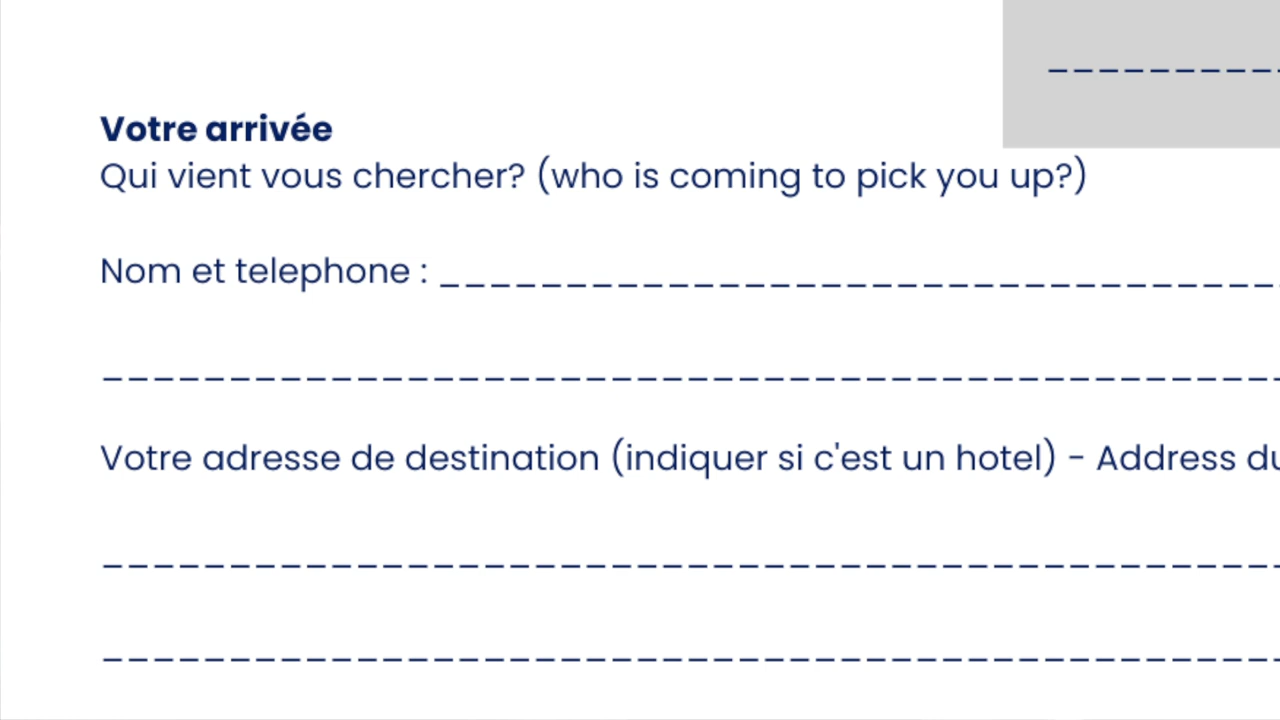 Votre arrivée
Qui vient vous chercher? (who is coming to pick you up?)
Nom et telephone : _________________________________
Votre adresse de destination (indiquer si c'est un hotel) - Address du